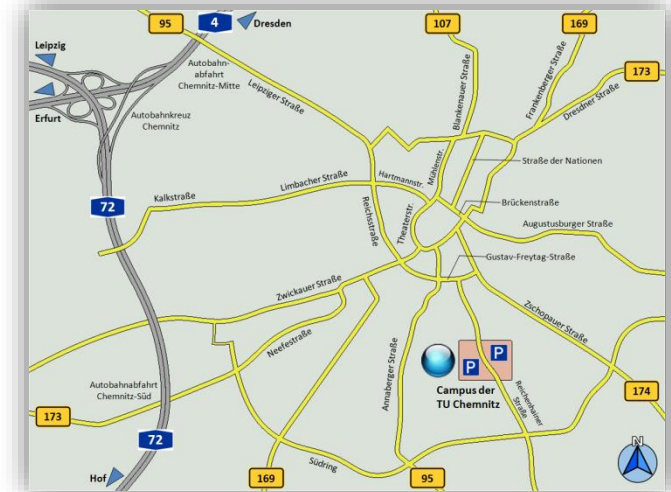 95
4
Dresden
107
169
Leipzig
Autobahn-
abfahrt
Chemnitz-Mitte
Leipziger Straße
Blankenauer Straße
Frankenberger Straße
173
Dresdner Straße
Erfurt
Autobahnkreuz
Chemnitz
Straße der Nationen
Mühlenstr.
Hartmannstr.
Limbacher Straße
Kalkstraße
72
Reichsstraße
Theaterstr.
Brückenstraße
Augustusburger Straße
Gustav-Freytag-Straße
Zwickauer Straße
Zschopauer Straße
Neefestraße
Annaberger Straße
P
P
Campus der
TU Chemnitz
Reichenhainer
Straße
Autobahnabfahrt
Chemnitz-Süd
174
173
72
Südring
N
Hof
169
95